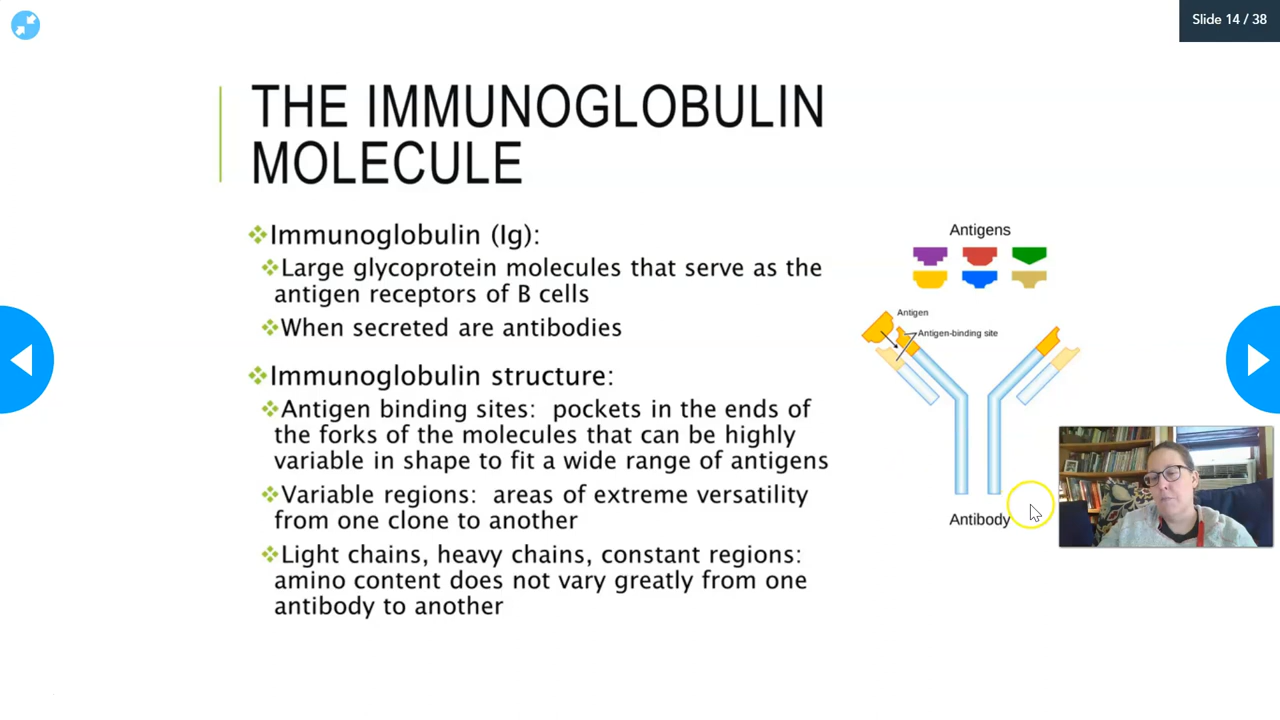 Slide 14 / 38
THE IMMUNOGLOBULIN
MOLECULE
Immunoglobulin (Ig):
Large glycoprotein molecules that serve as the
antigen receptors of B cells
When secreted are antibodies
Immunoglobulin structure:
Antigen binding sites: pockets in the ends of
the forks of the molecules that can be highly
variable in shape to fit a wide range of antigens
Variable regions: areas of extreme versatility
from one clone to another
Light chains, heavy chains, constant regions:
amino content does not vary greatly from one
antibody to another
Antigens
Antigen
Antigen-binding site
Antibody